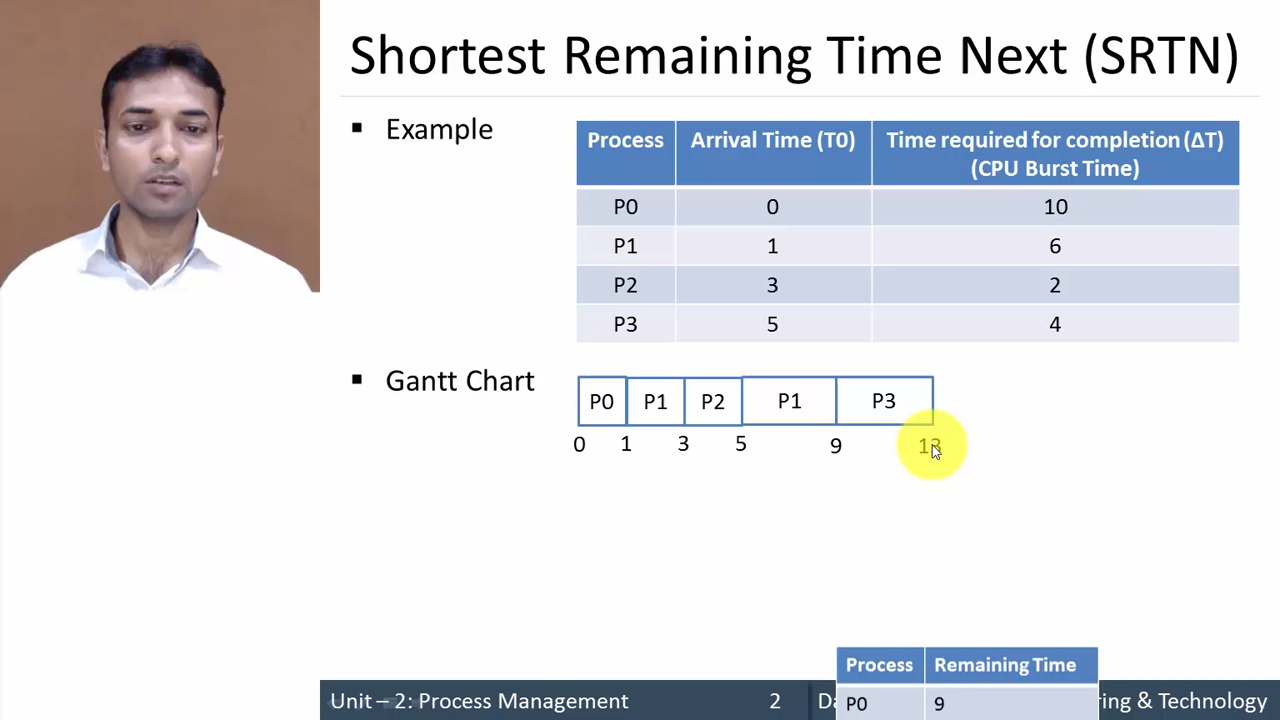 Shortest Remaining Time Next (SRTN)
▪ Example
Process Arrival Time (T0) Time required for completion (ΔT)
(CPU Burst Time)
P0 0 10
P1 1 6
P2 3 2
P3 5 4
▪ Gantt Chart
P0 P1 P2 P1 P3
0 1 3 5 9 13
Process Remaining Time
P0 9
Unit – 2: Process Management 2 & Technology